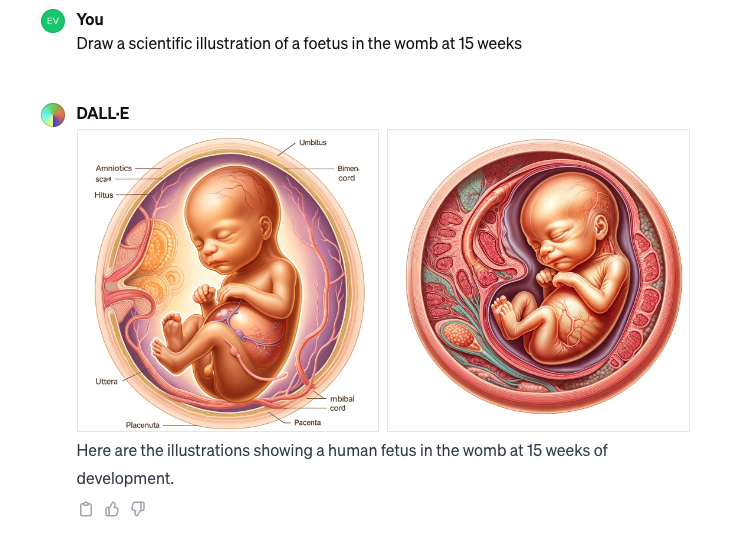 EV
You
Draw a scientific illustration of a foetus in the womb at 15 weeks
DALL·E
Umbitus
Amniotics
Bimen-
cord
Hitus
Uttera
mbibal
cord
Placenuta
Pacenta
Here are the illustrations showing a human fetus in the womb at 15 weeks of
development.